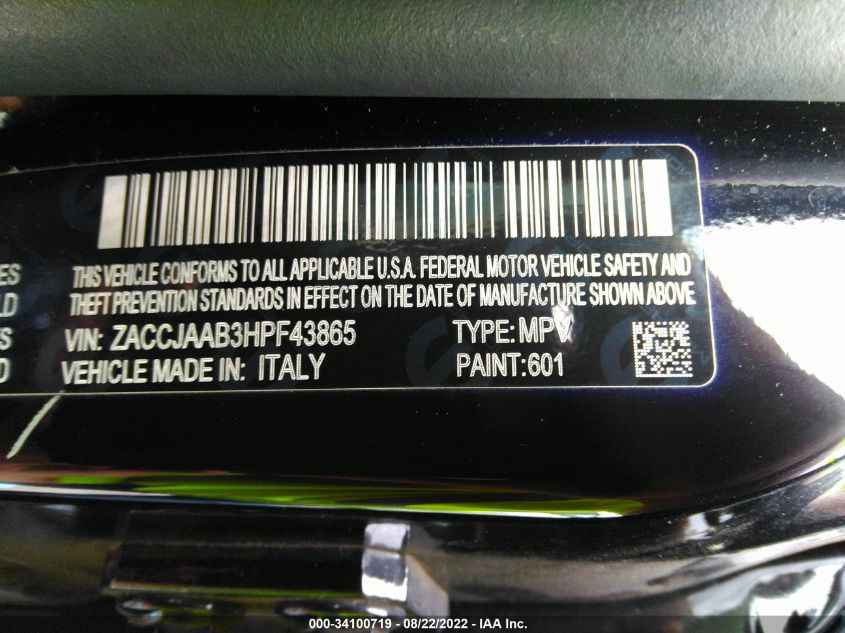 ES
LD
S
D
THIS VEHICLE CONFORMS TO ALL APPLICABLE U.S.A. FEDERAL MOTOR VEHICLE SAFETY AND
THEFT PREVENTION STANDARDS IN EFFECT ON THE DATE OF MANUFACTURE SHOWN ABOVE
VIN: ZACCJAAB3HPF43865 TYPE: MPV
VEHICLE MADE IN: ITALY PAINT:601
000-34100719 - 08/22/2022 - IAA Inc.